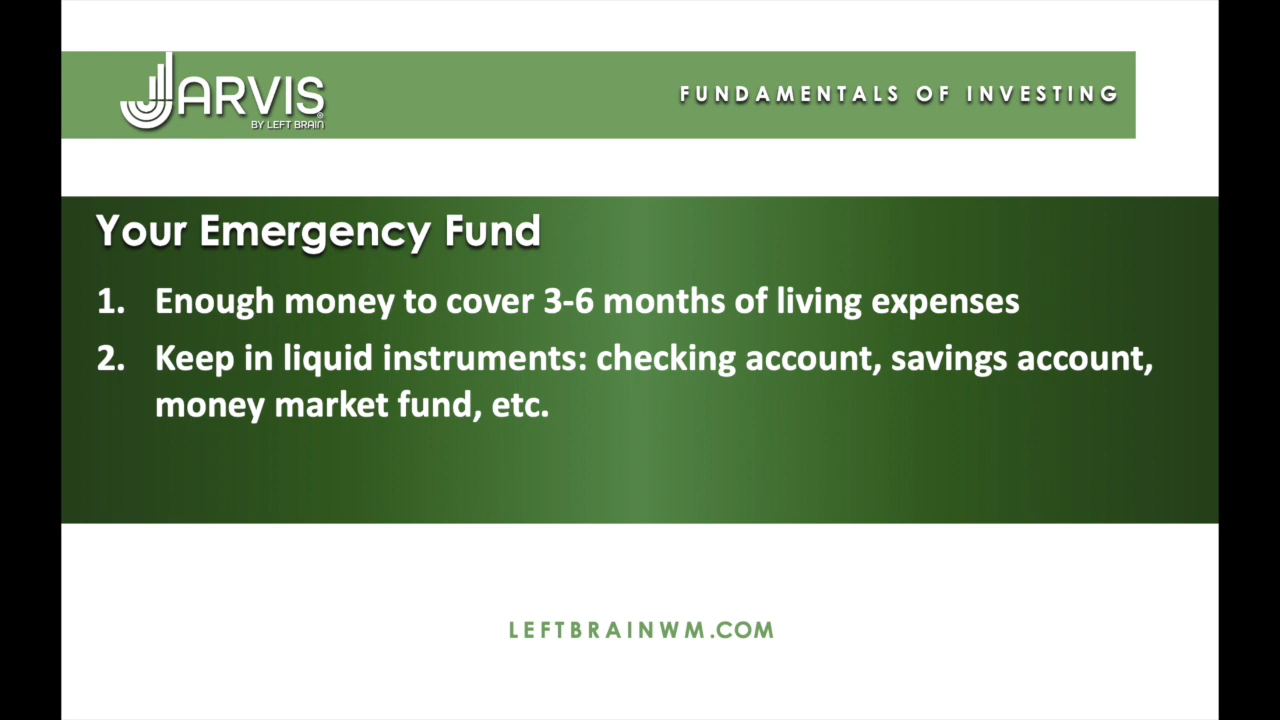 JARVIS®
BY LEFT BRAIN
FUNDAMENTALS OF INVESTING
Your Emergency Fund
1. Enough money to cover 3-6 months of living expenses
2. Keep in liquid instruments: checking account, savings account,
money market fund, etc.
LEFTBRAINWM.COM